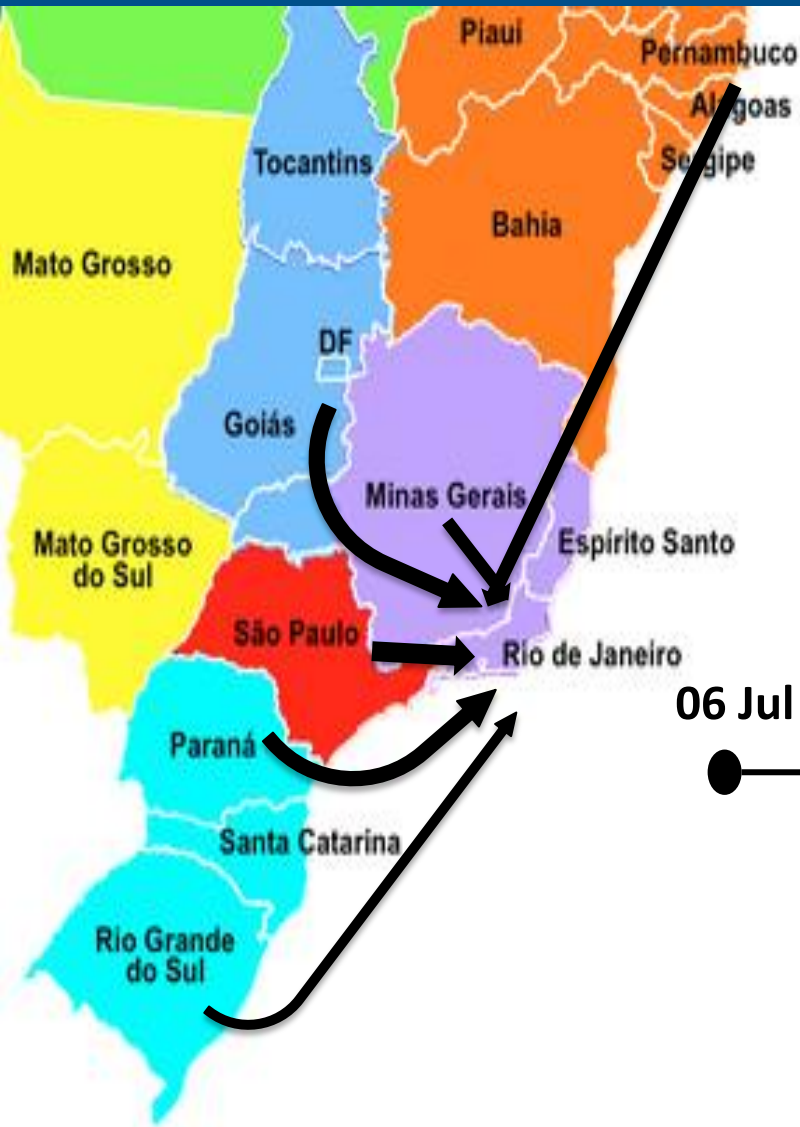 Piaui
Pernambuco
Alagoas
Sergipe
Tocantins
Bahia
Mato Grosso
DF
Goiás
Minas Gerais
Mato Grosso
do Sul
Espírito Santo
São Paulo
Rio de Janeiro
06 Jul
Paraná
Santa Catarina
Rio Grande
do Sul